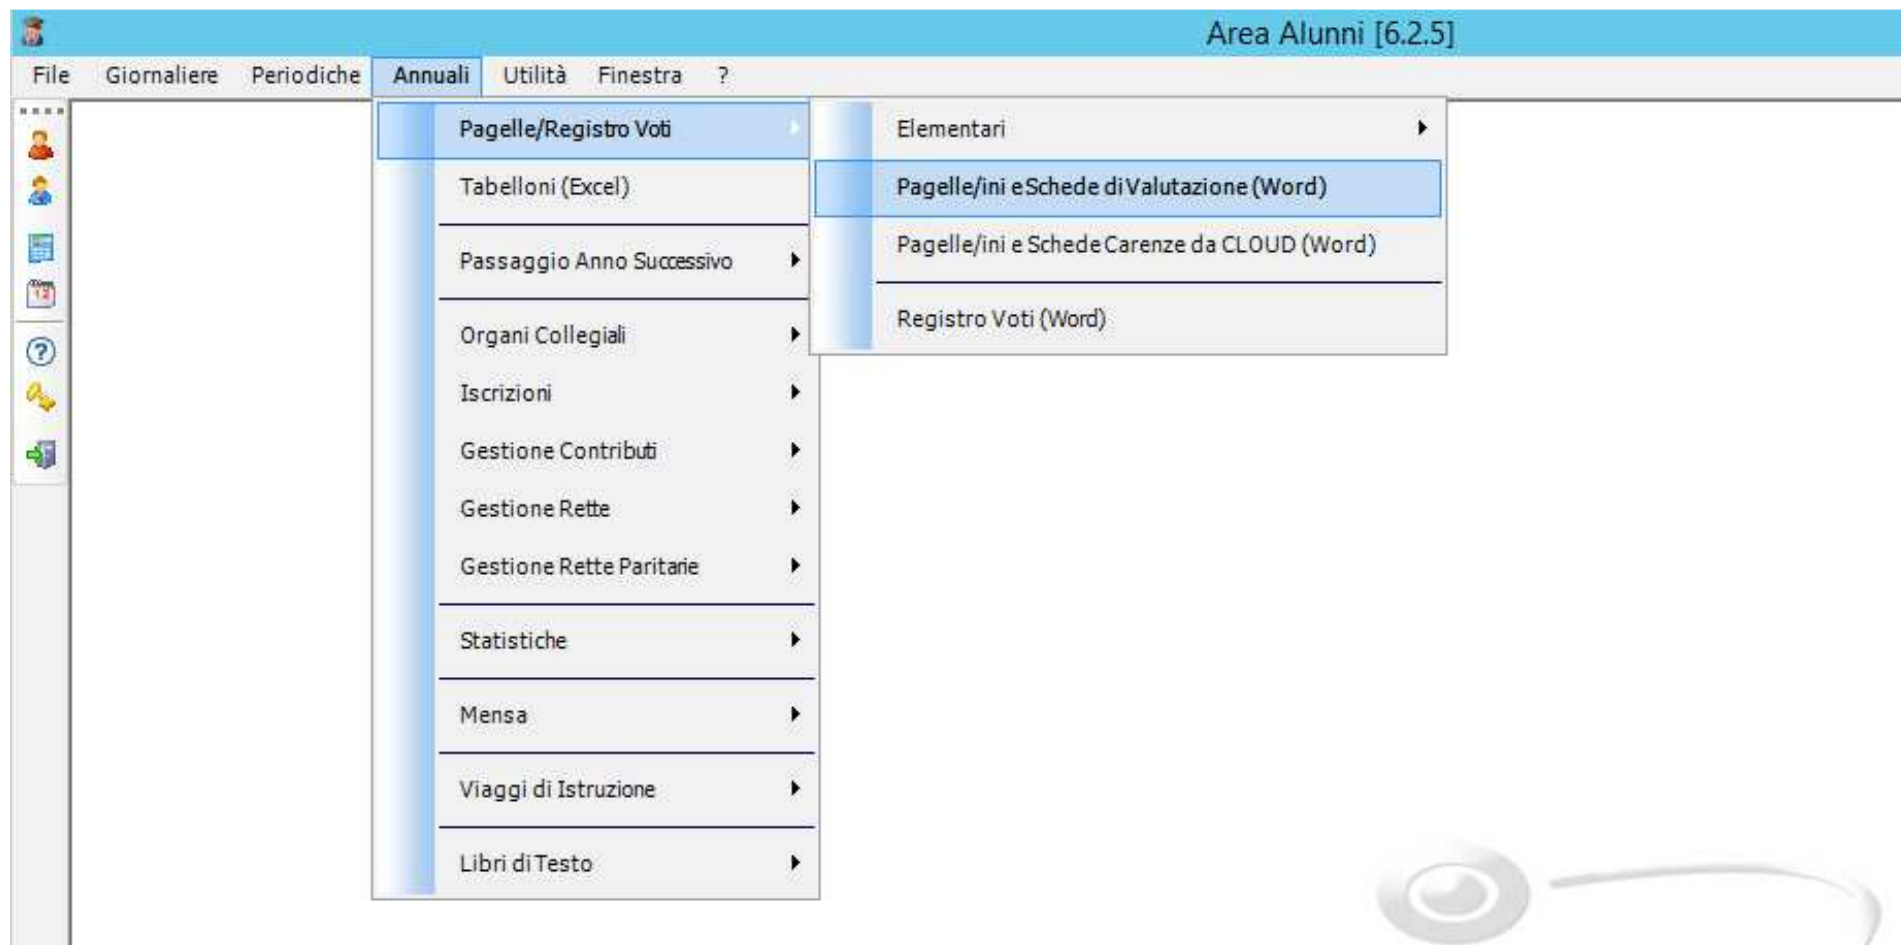 Area Alunni [6.2.5]
File Giornaliere Periodiche Annuali Utilità Finestra ?
Pagelle/Registro Voti
Tabelloni (Excel)
Passaggio Anno Successivo
Organi Collegiali
Iscrizioni
Gestione Contributi
Gestione Rette
Gestione Rette Paritarie
Statistiche
Mensa
Viaggi di Istruzione
Libri di Testo
Elementari
Pagelle/ini e Schede di Valutazione (Word)
Pagelle/ini e Schede Carenze da CLOUD (Word)
Registro Voti (Word)
12